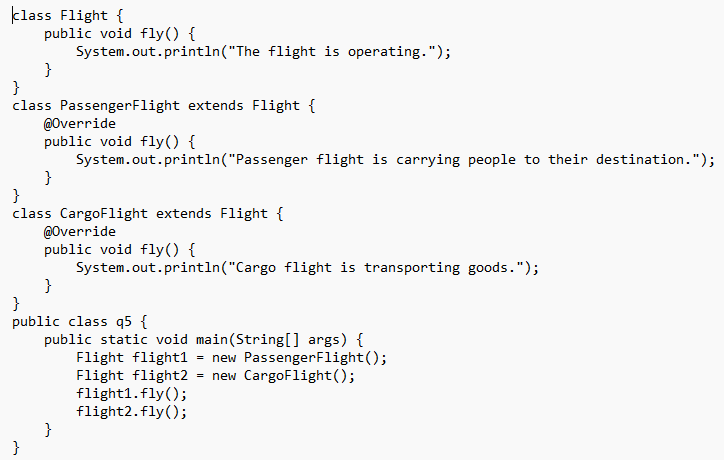 class Flight {
    public void fly() {
        System.out.println("The flight is operating.");
    }
}
class PassengerFlight extends Flight {
    @Override
    public void fly() {
        System.out.println("Passenger flight is carrying people to their destination.");
    }
}
class CargoFlight extends Flight {
    @Override
    public void fly() {
        System.out.println("Cargo flight is transporting goods.");
    }
}
public class q5 {
    public static void main(String[] args) {
        Flight flight1 = new PassengerFlight();
        Flight flight2 = new CargoFlight();
        flight1.fly();
        flight2.fly();
    }
}